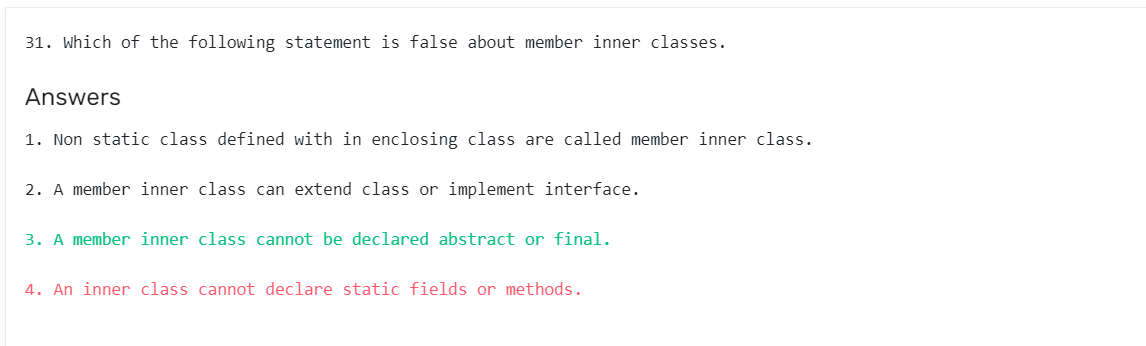 31. Which of the following statement is false about member inner classes.
Answers
1. Non static class defined with in enclosing class are called member inner class.
2. A member inner class can extend class or implement interface.
3. A member inner class cannot be declared abstract or final.
4. An inner class cannot declare static fields or methods.